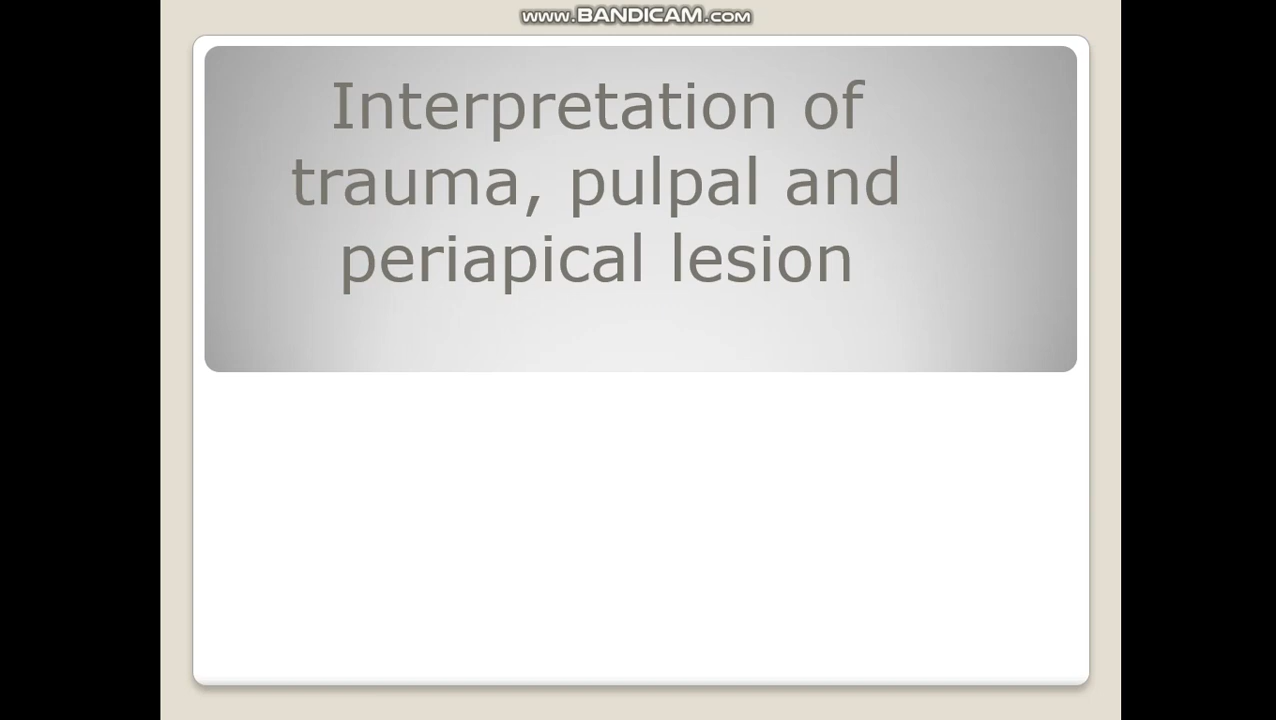 www.BANDICAM.com
Interpretation of
trauma, pulpal and
periapical lesion